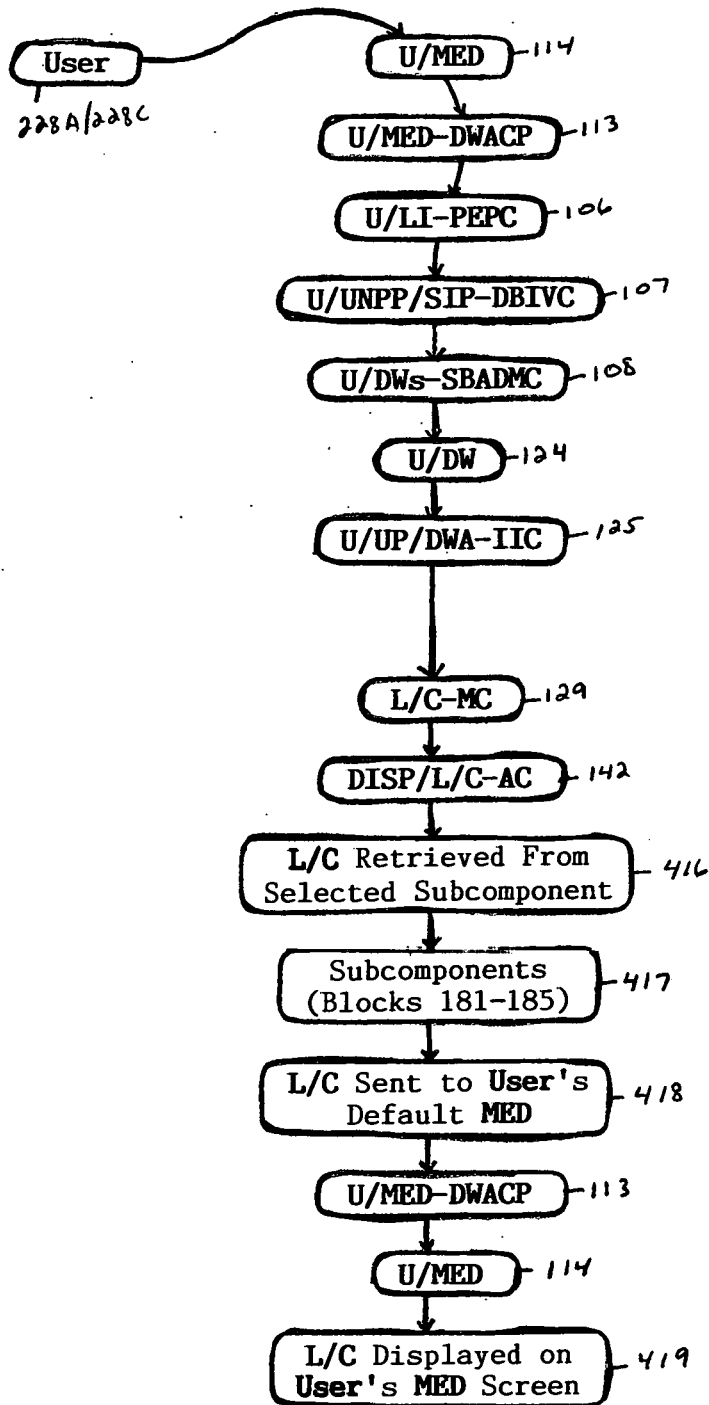 User
228A/228C
U/MED
114
U/MED-DWACP
113
U/LI-PEPC
106
U/UNPP/SIP-DBIVC
107
U/DWs-SBADMC
108
U/DW
124
U/UP/DWA-IIC
125
L/C-MC
129
DISP/L/C-AC
142
L/C Retrieved From
Selected Subcomponent
416
Subcomponents
(Blocks 181-185)
417
L/C Sent to User's
Default MED
418
U/MED-DWACP
113
U/MED
114
L/C Displayed on
User's MED Screen
419